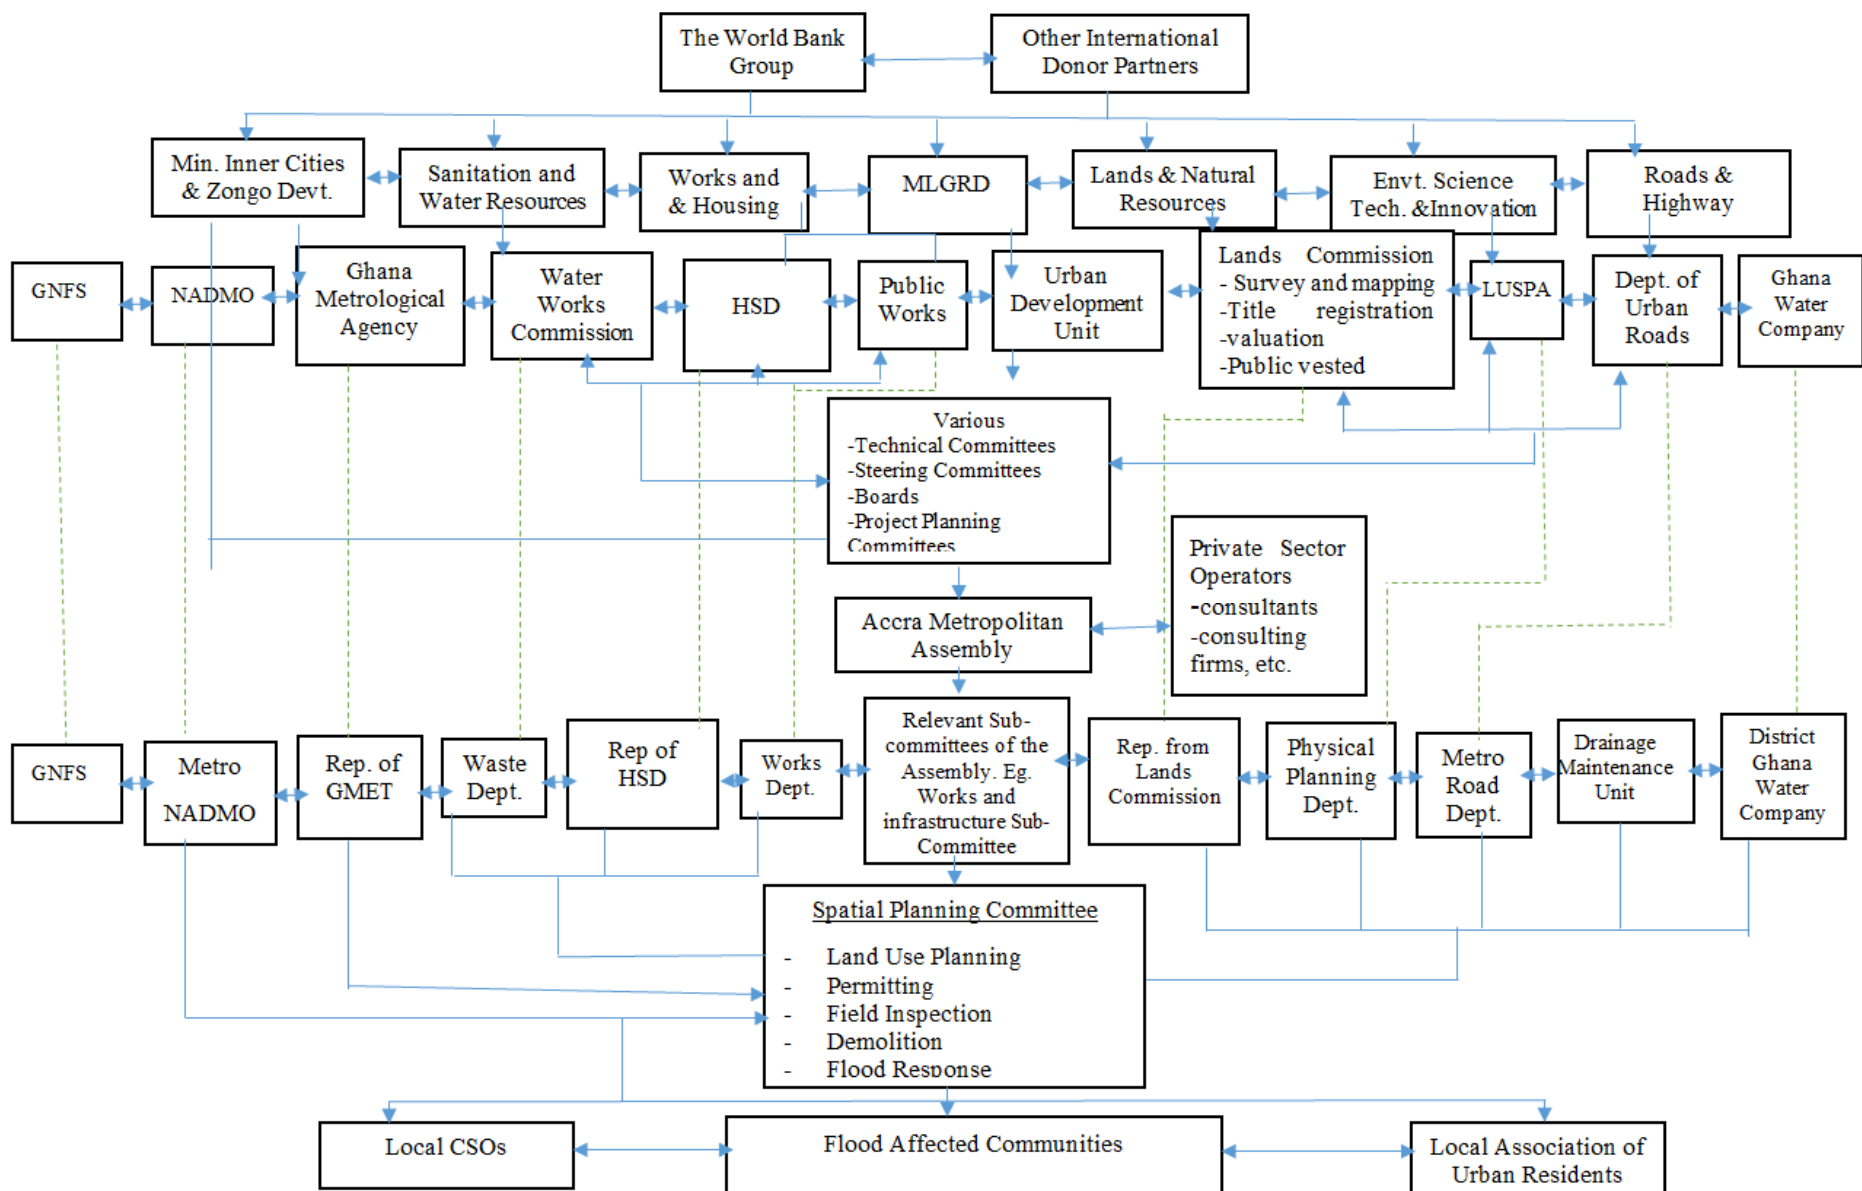 The World Bank
Group
Other International
Donor Partners
Min. Inner Cities
& Zongo Devt.
Sanitation and
Water Resources
Works and
& Housing
MLGRD
Lands & Natural
Resources
Envt. Science
Tech. &Innovation
Roads &
Highway
GNFS
NADMO
Ghana
Metrological
Agency
Water
Works
Commission
HSD
Public
Works
Urban
Development
Unit
Lands Commission
- Survey and mapping
-Title registration
-valuation
-Public vested
LUSPA
Dept. of
Urban
Roads
Ghana
Water
Company
Various
-Technical Committees
-Steering Committees
-Boards
-Project Planning
Committees
Private Sector
Operators
-consultants
-consulting
firms, etc.
Accra Metropolitan
Assembly
GNFS
Metro
NADMO
Rep. of
GMET
Waste
Dept.
Rep of
HSD
Works
Dept.
Relevant Sub-
committees of the
Assembly. Eg.
Works and
infrastructure Sub-
Committee
Rep. from
Lands
Commission
Physical
Planning
Dept.
Metro
Road
Dept.
Drainage
Maintenance
Unit
District
Ghana
Water
Company
Spatial Planning Committee
- Land Use Planning
- Permitting
- Field Inspection
- Demolition
- Flood Response
Local CSOs
Flood Affected Communities
Local Association of
Urban Residents